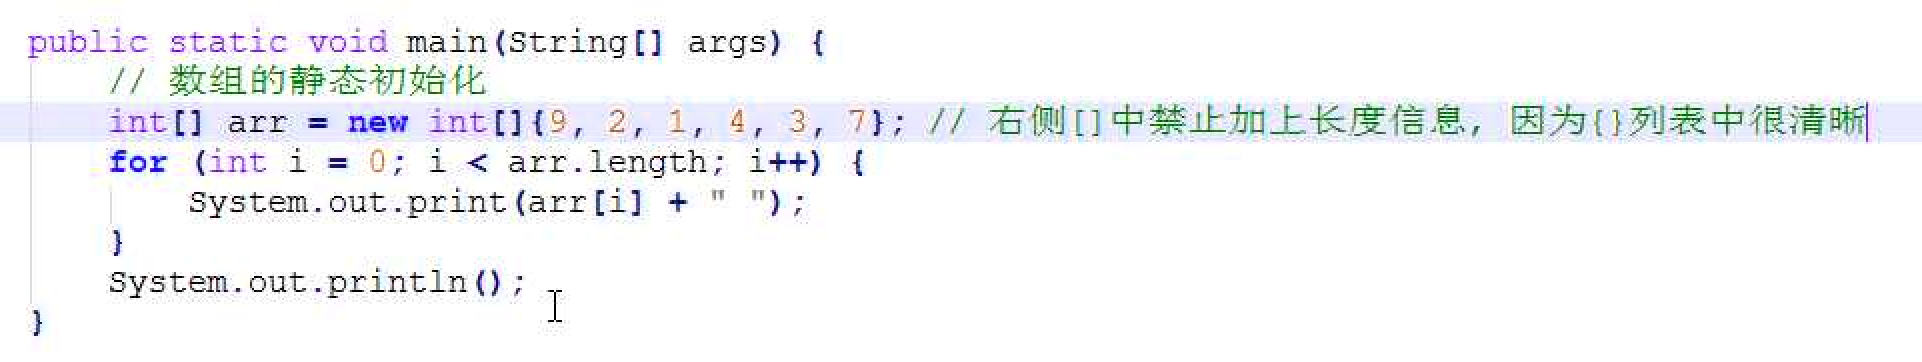 public static void main(String[] args) {
// 数组的静态初始化
int[] arr = new int[]{9, 2, 1, 4, 3, 7}; // 右侧[]中禁止加上长度信息, 因为{}列表中很清晰
for (int i = 0; i < arr.length; i++) {
System.out.print(arr[i] + " ");
}
System.out.println();
}